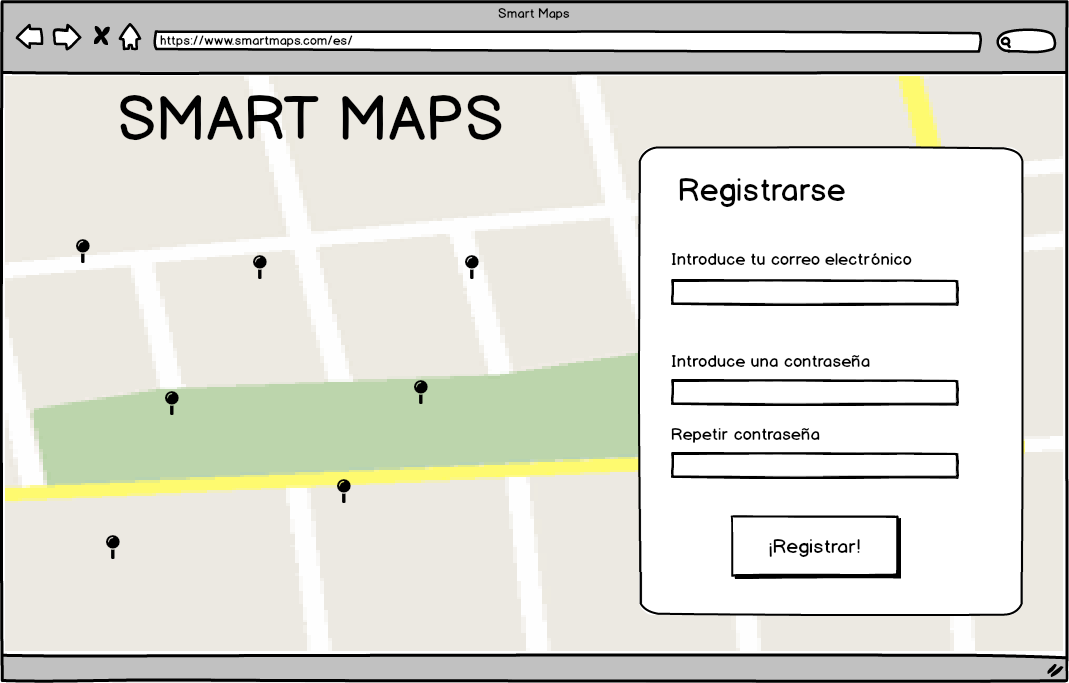 Smart Maps
https://www.smartmaps.com/es/
SMART MAPS
Registrarse
Introduce tu correo electrónico
Introduce una contraseña
Repetir contraseña
¡Registrar!